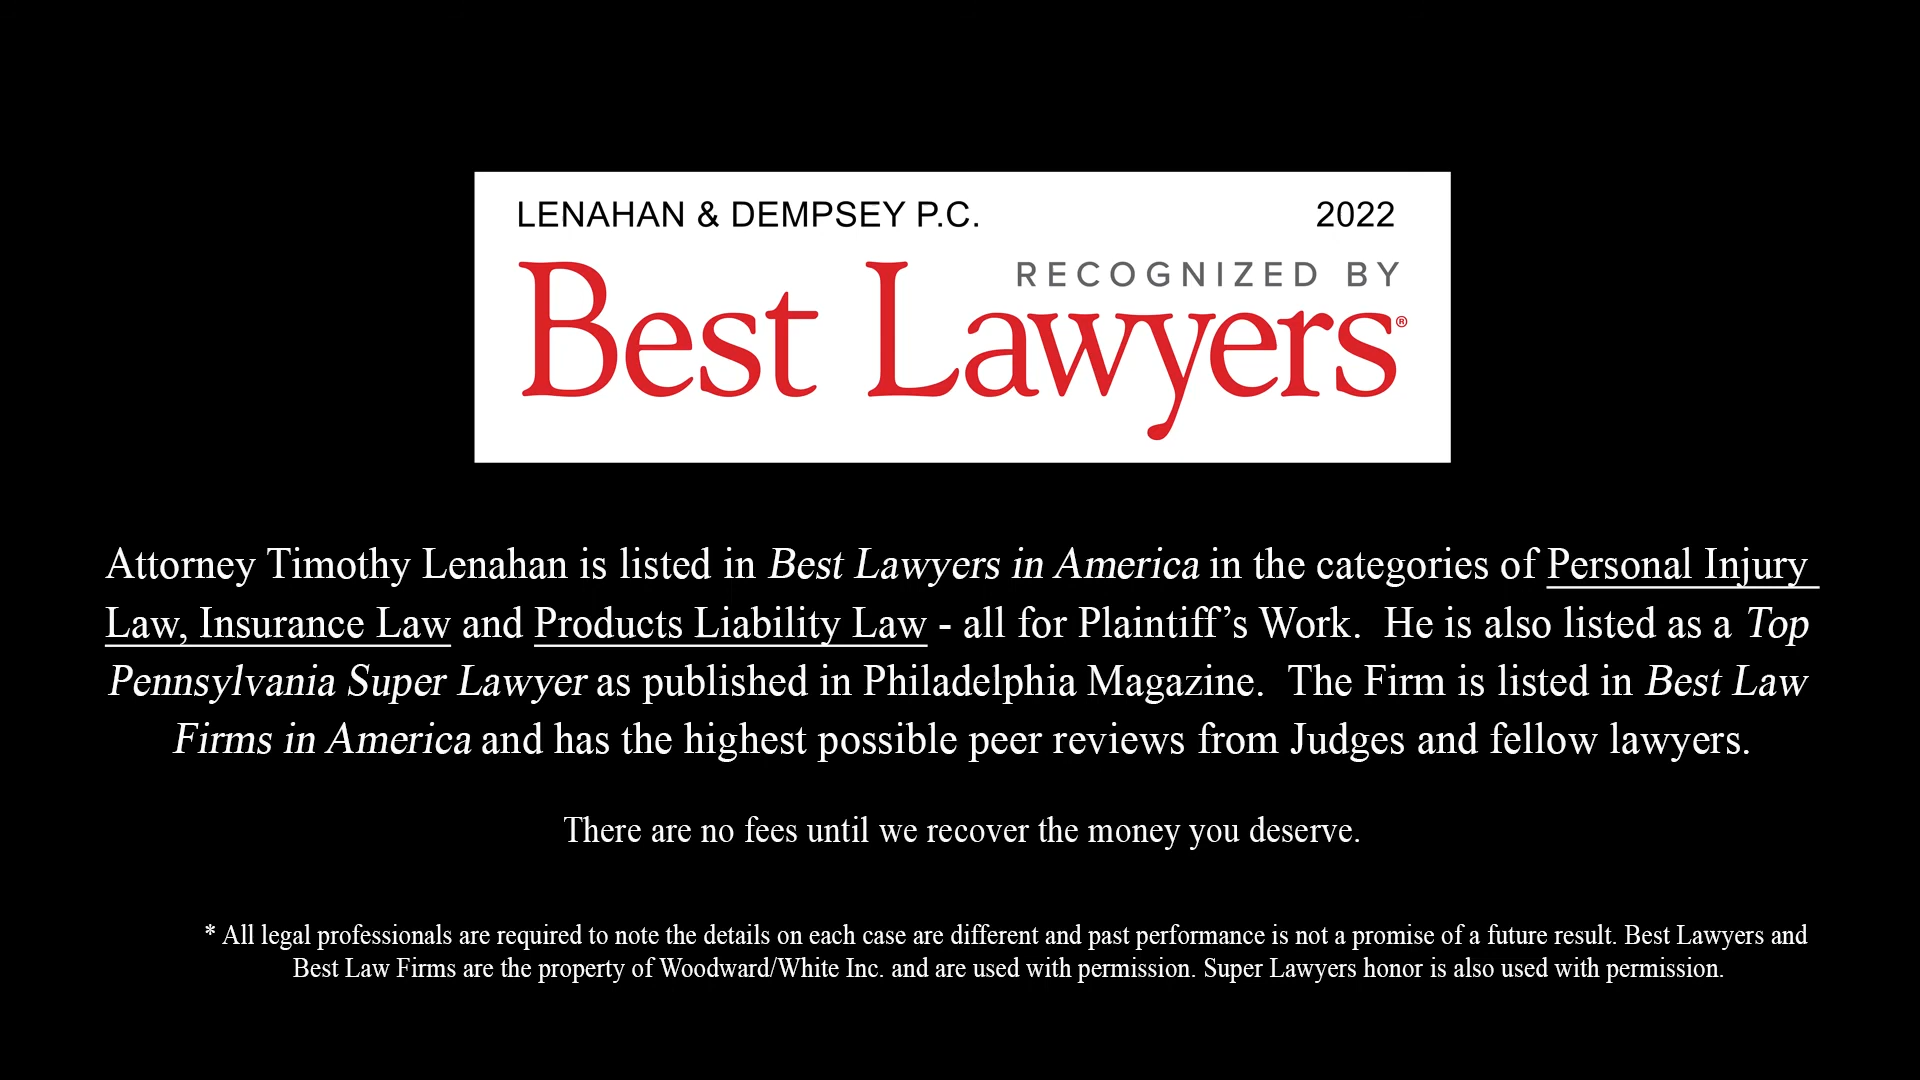 LENAHAN & DEMPSEY P.C. 2022
RECOGNIZED BY
Best Lawyers®
Attorney Timothy Lenahan is listed in Best Lawyers in America in the categories of Personal Injury
Law, Insurance Law and Products Liability Law - all for Plaintiff’s Work. He is also listed as a Top
Pennsylvania Super Lawyer as published in Philadelphia Magazine. The Firm is listed in Best Law
Firms in America and has the highest possible peer reviews from Judges and fellow lawyers.
There are no fees until we recover the money you deserve.
* All legal professionals are required to note the details on each case are different and past performance is not a promise of a future result. Best Lawyers and
Best Law Firms are the property of Woodward/White Inc. and are used with permission. Super Lawyers honor is also used with permission.